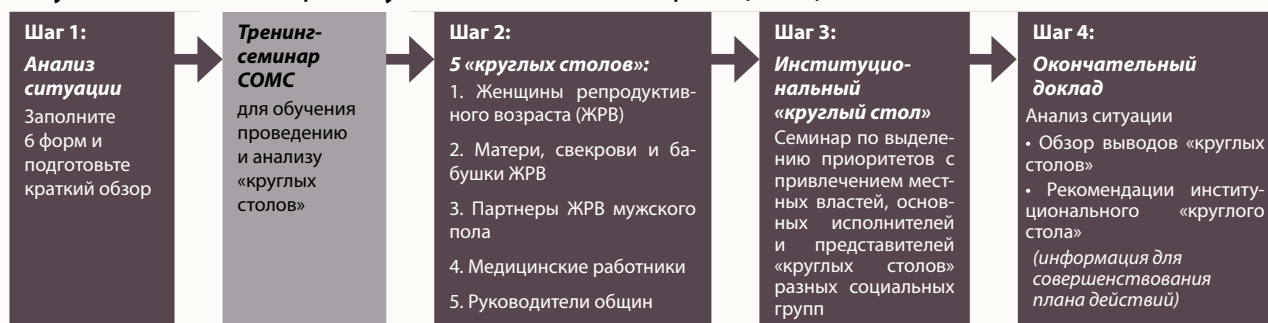 Шаг 1:
Анализ
ситуации
Заполните
6 форм и
подготовьте
краткий обзор
Тренинг-
семинар
СОМС
для обучения
проведению
и анализу
«круглых
столов»
Шаг 2:
5 «круглых столов»:
1. Женщины репродуктив-
ного возраста (ЖРВ)
2. Матери, свекрови и ба-
бушки ЖРВ
3. Партнеры ЖРВ мужского
пола
4. Медицинские работники
5. Руководители общин
Шаг 3:
Институцио-
нальный
«круглый стол»
Семинар по выделе-
нию приоритетов с
привлечением мест-
ных властей, основ-
ных исполнителей
и представителей
«круглых столов»
разных социальных
групп
Шаг 4:
Окончательный
доклад
Анализ ситуации
• Обзор выводов «круглых
столов»
• Рекомендации институ-
ционального «круглого
стола»
(информация для
совершенствования
плана действий)